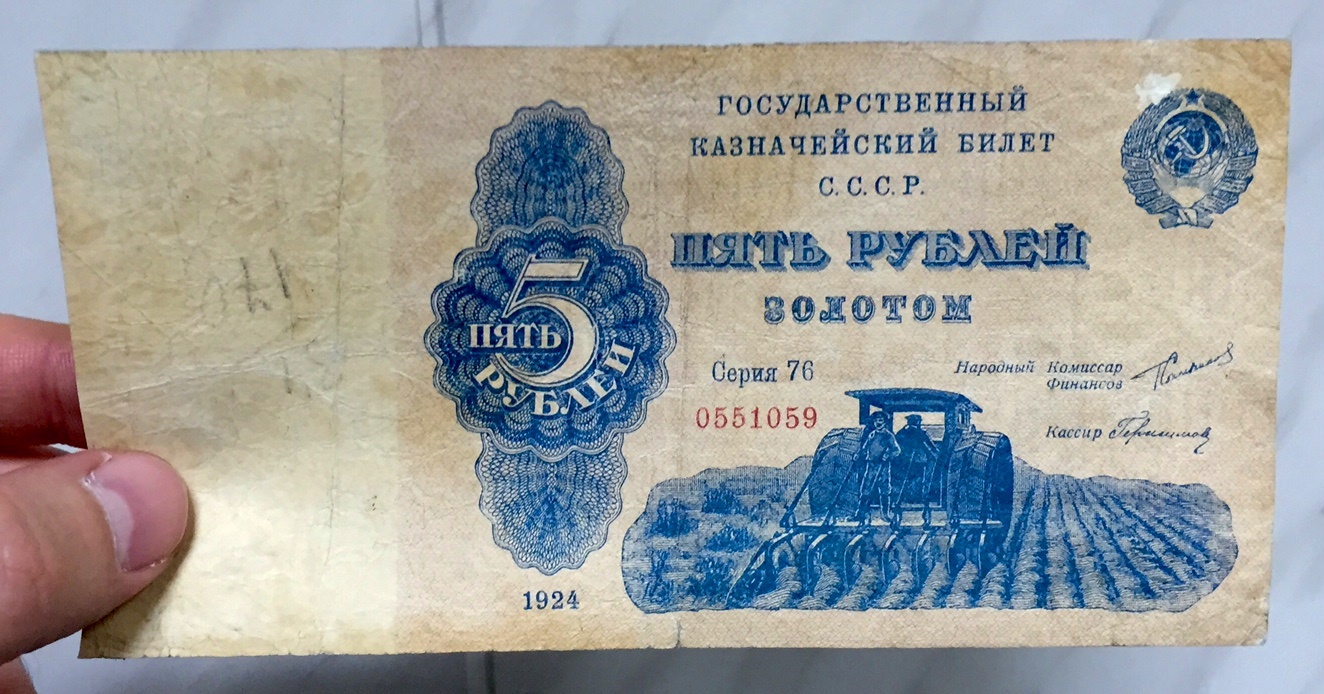 ГОСУДАРСТВЕННЫЙ
КАЗНАЧЕЙСКИЙ БИЛЕТ
С.С.С.Р.
ПЯТЬ РУБЛЕЙ
ЗОЛОТОМ
5
ПЯТЬ
РУБЛЕЙ
Серия 76
0551059
Народный Комиссар
Финансов
Кассир
1924